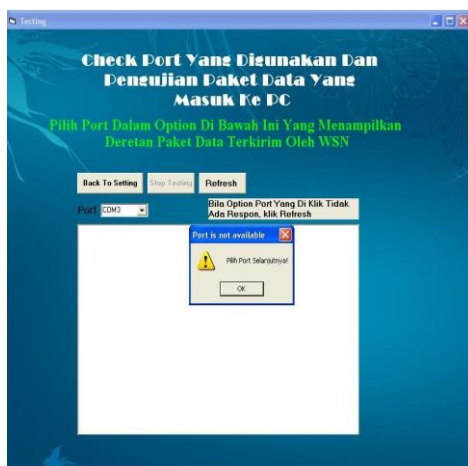 Testing
Check Port Yang Digunakan Dan
Pengujian Paket Data Yang
Masuk Ke PC
Pilih Port Dalam Option Di Bawah Ini Yang Menampilkan
Deretan Paket Data Terkirim Oleh WSN
Back To Setting Stop Testing Refresh
Port COM3
Bila Option Port Yang Di Klik Tidak
Ada Respon, klik Refresh
Port is not available
Pilih Port Selanjutnya!
OK